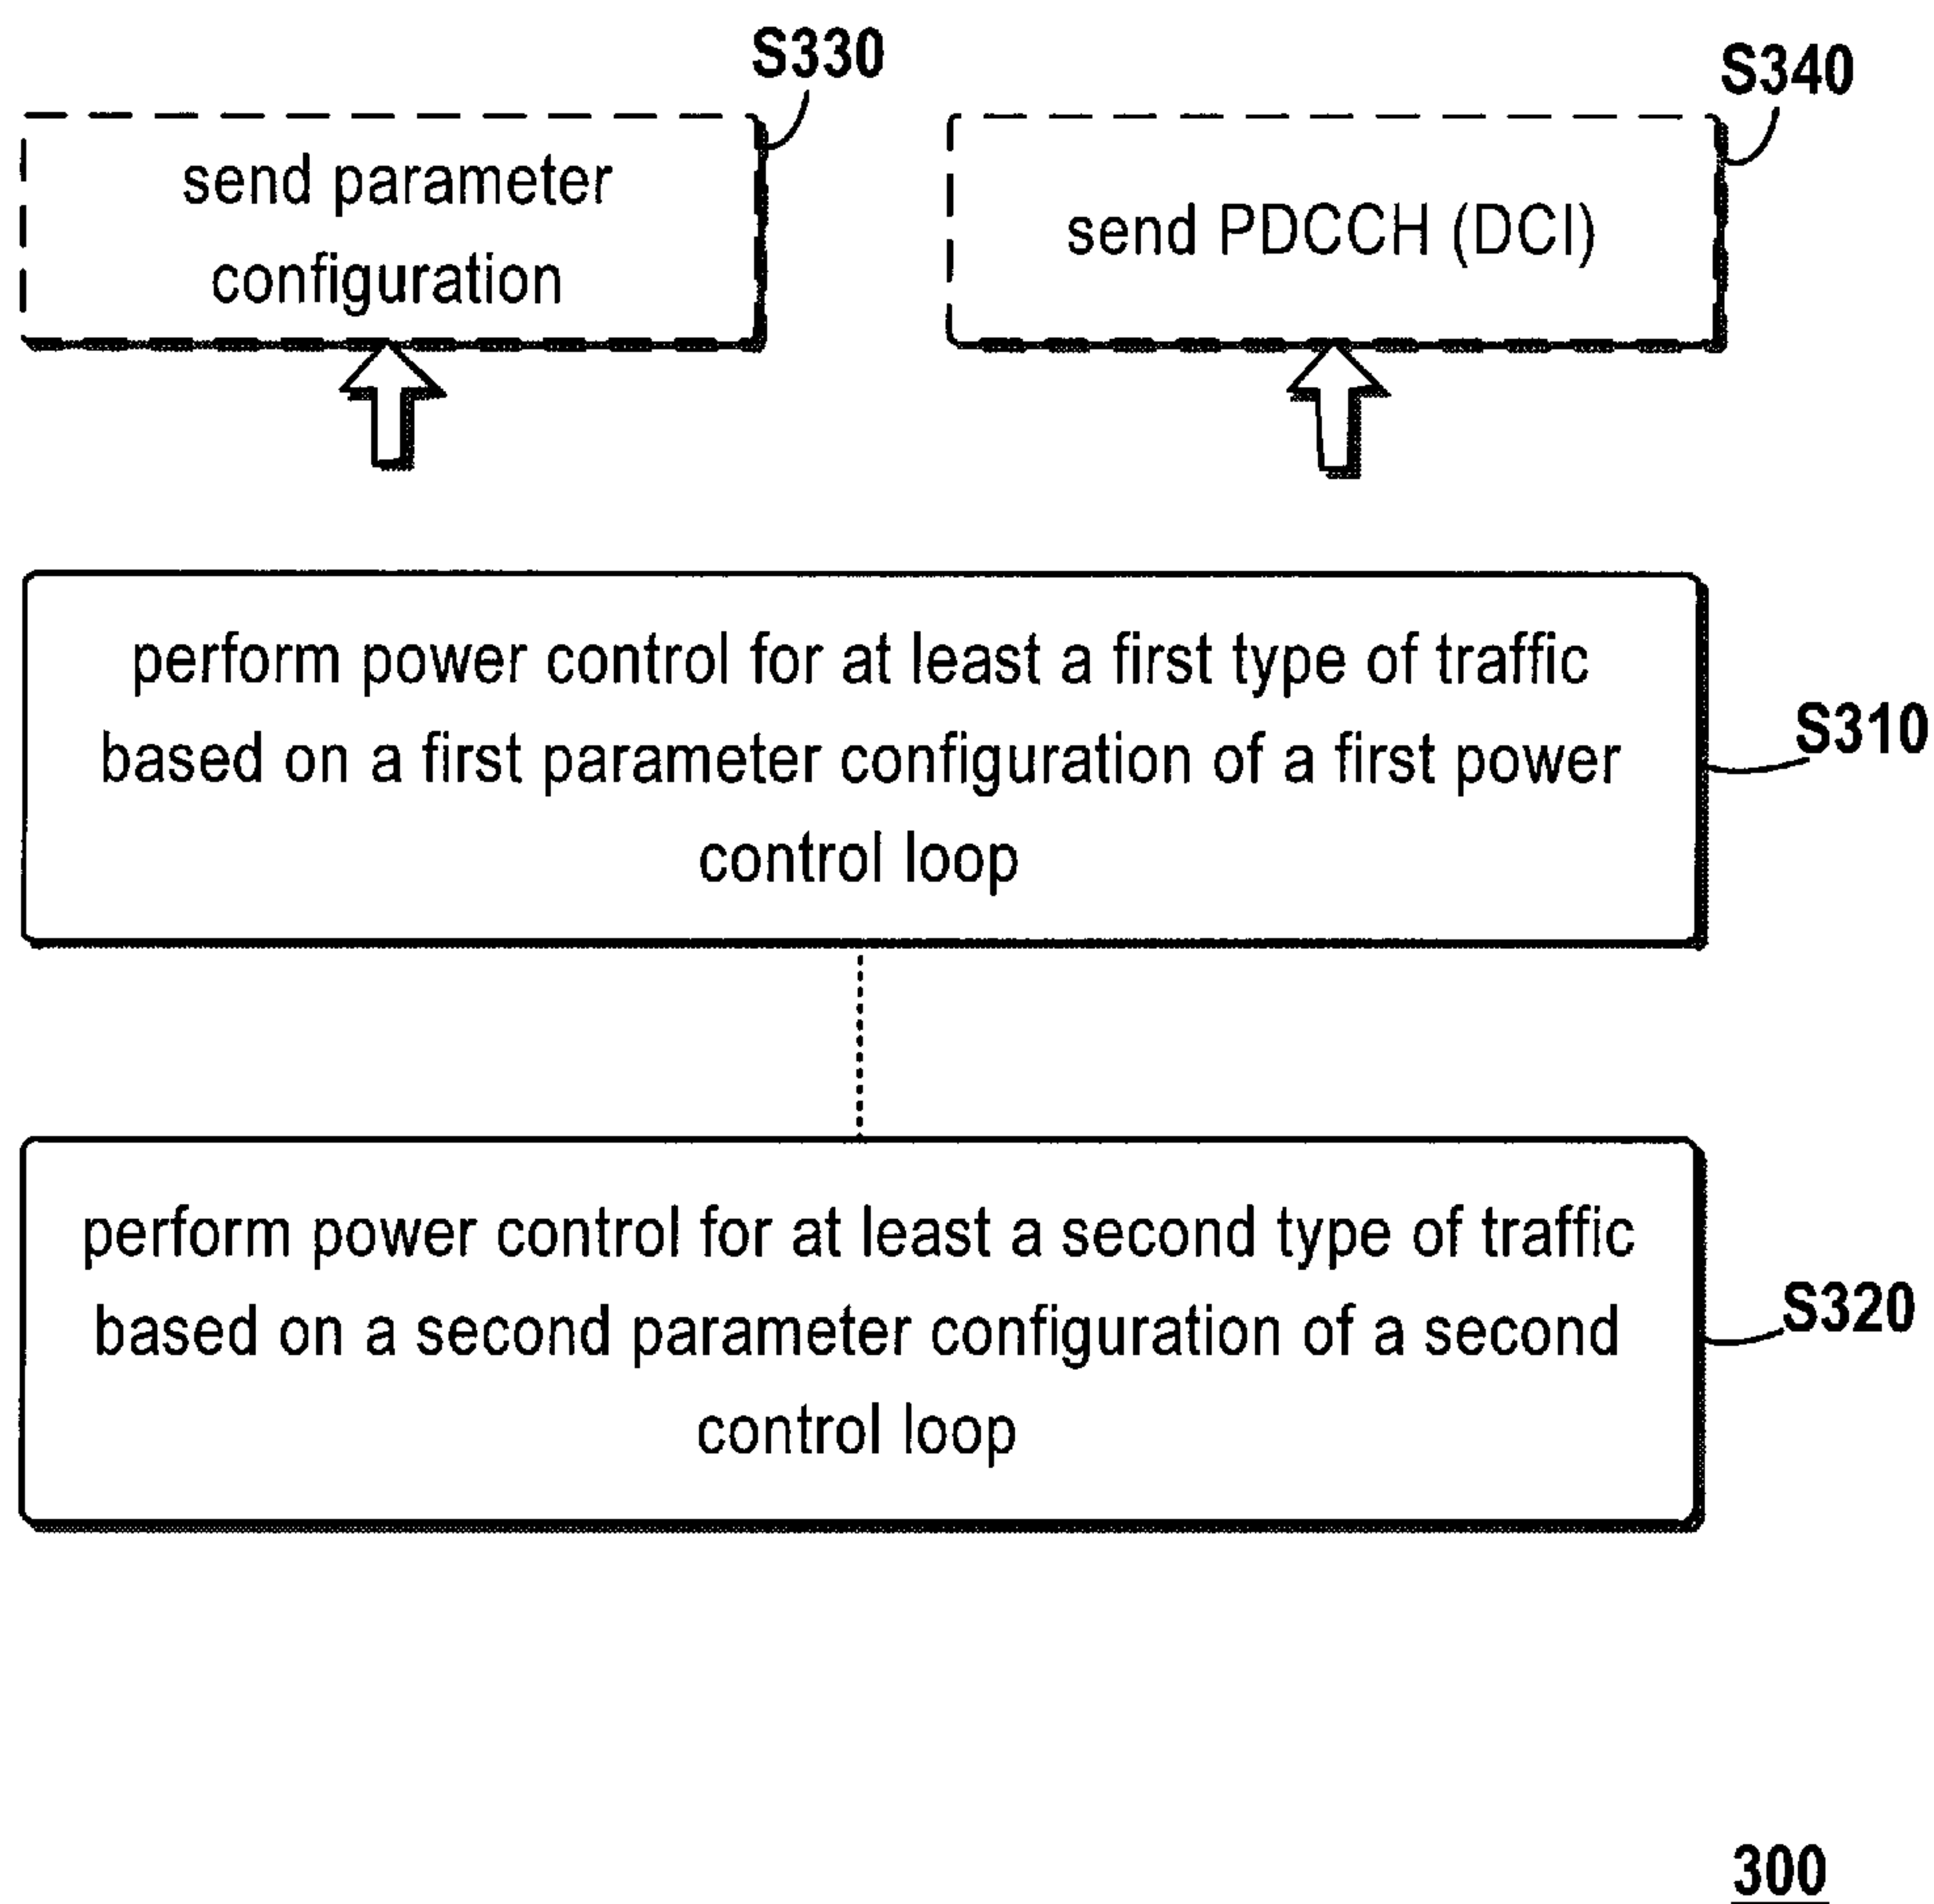 S330
S340
send parameter
configuration
send PDCCH (DCI)
perform power control for at least a first type of traffic
based on a first parameter configuration of a first power
control loop
S310
perform power control for at least a second type of traffic
based on a second parameter configuration of a second
control loop
S320
300